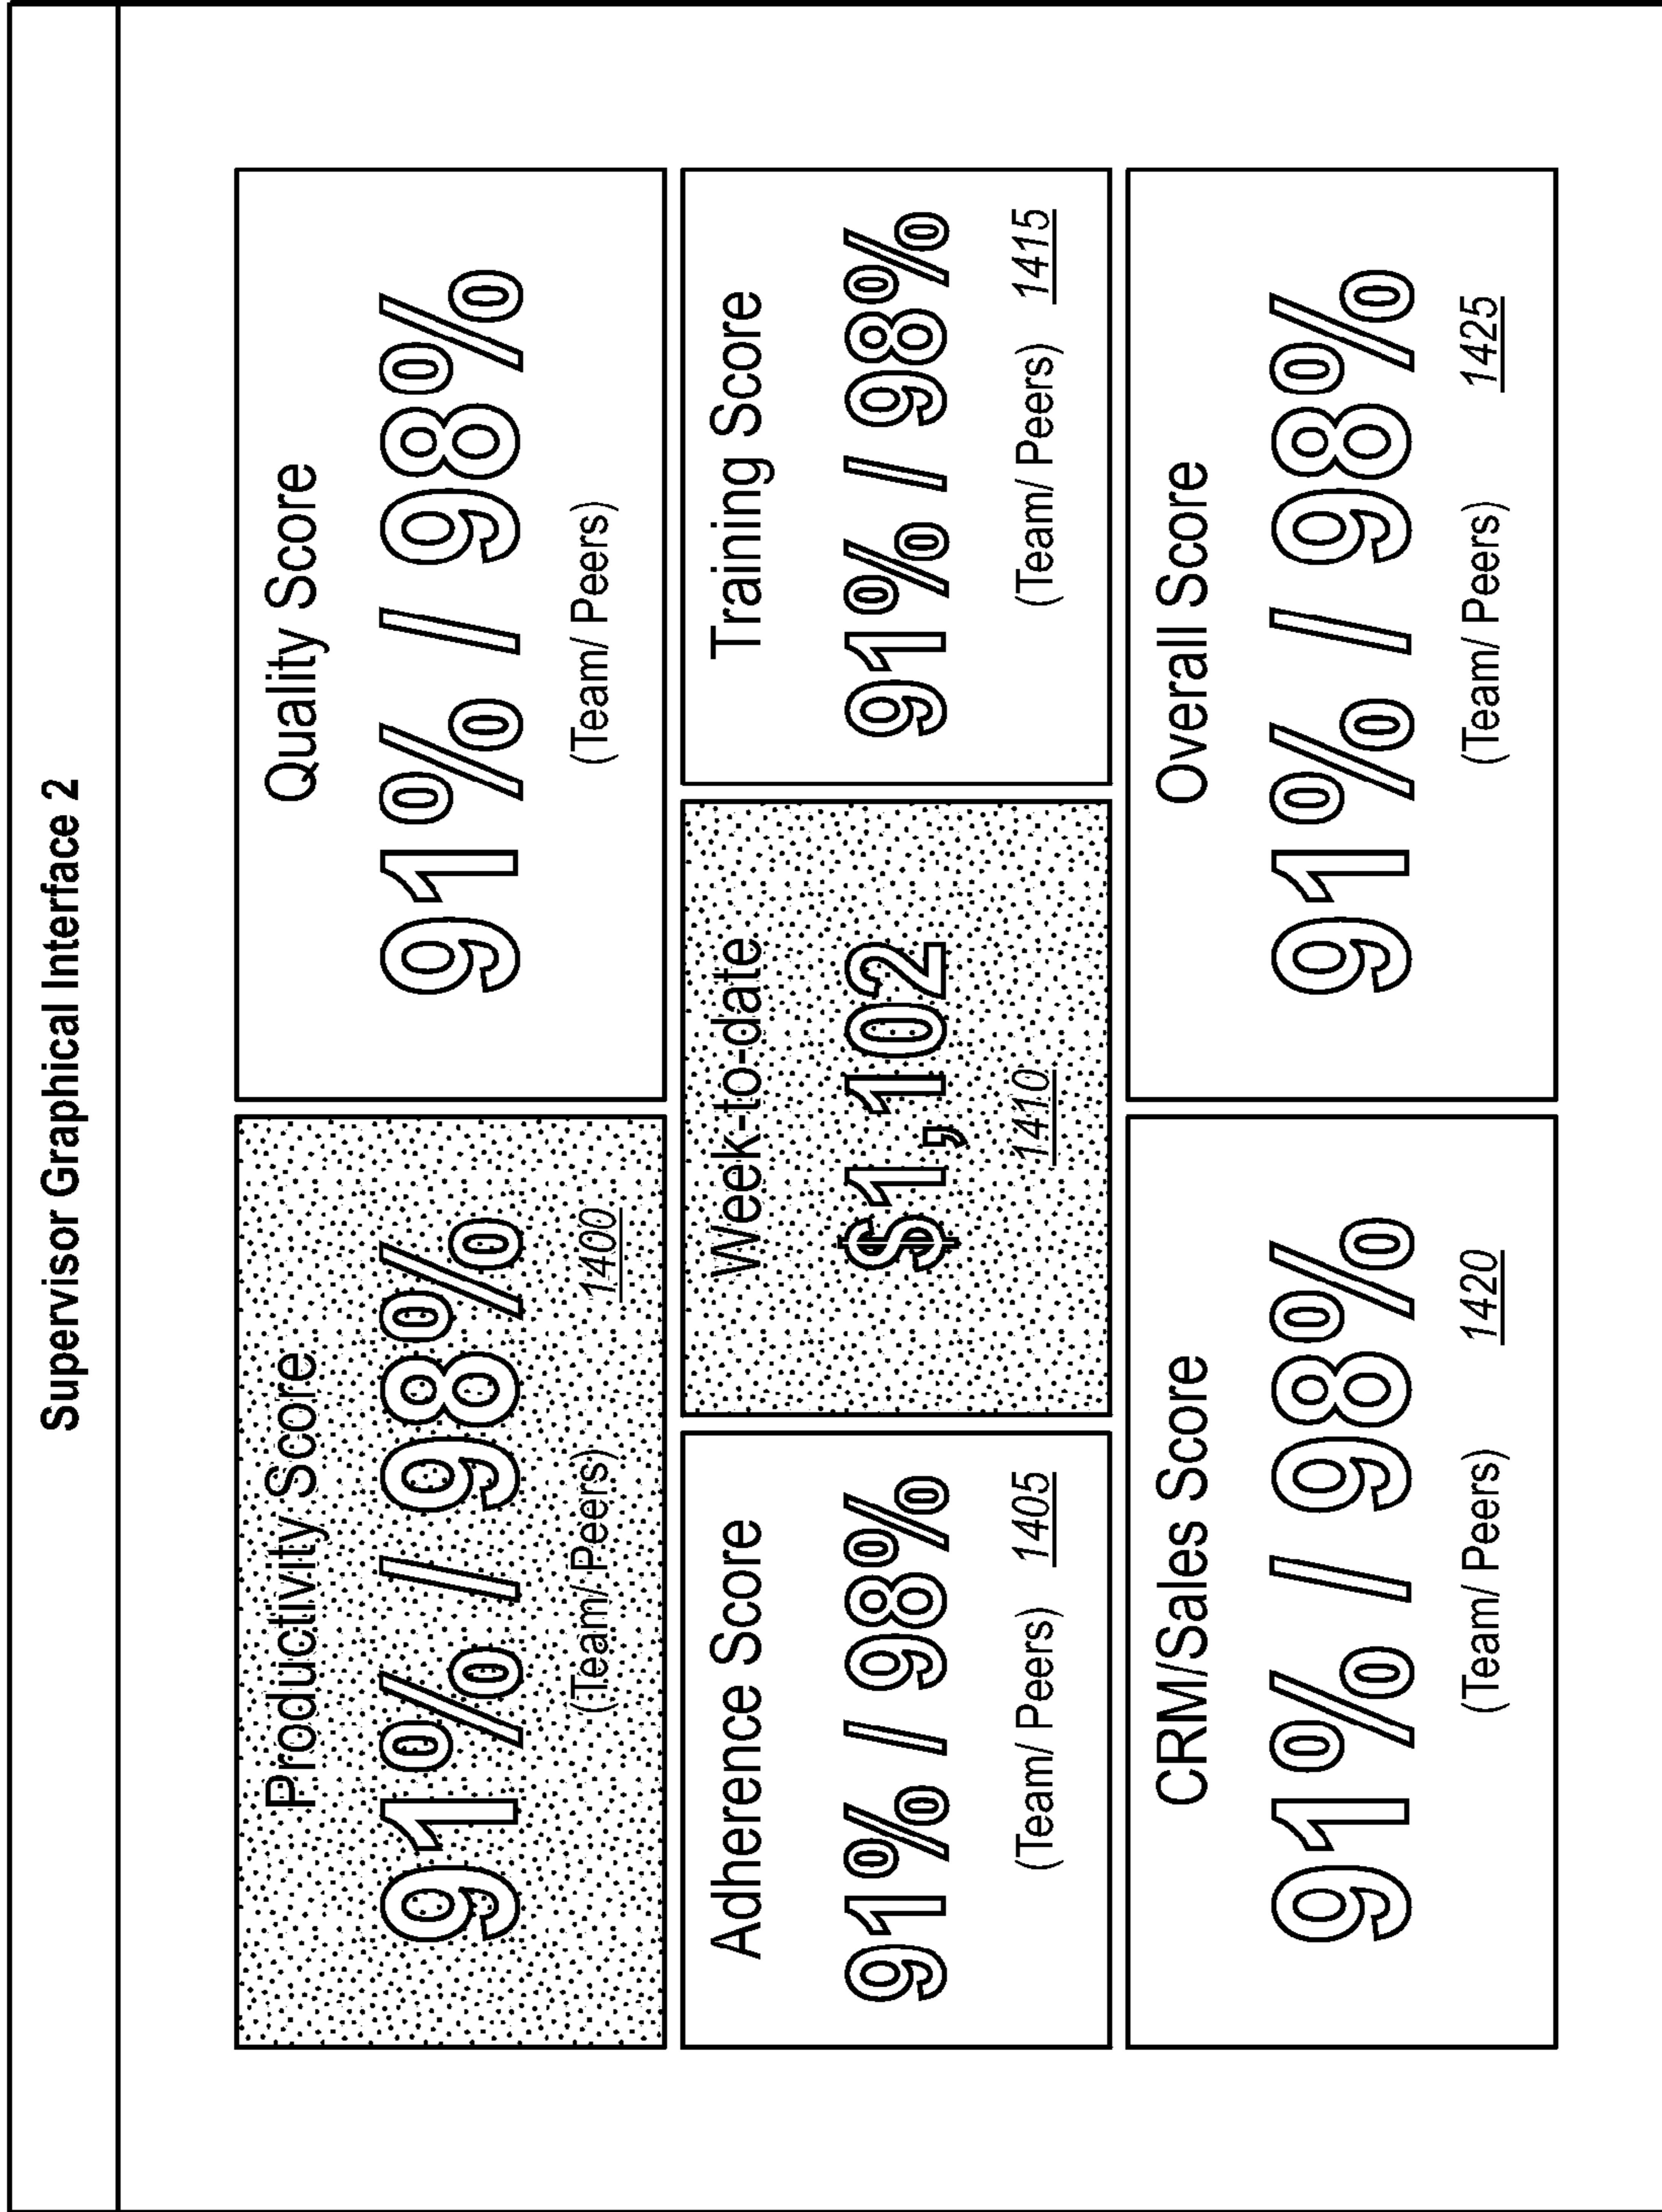 Supervisor Graphical Interface 2
Productivity Score
91% / 98%
(Team/ Peers) 1400
Quality Score
91% / 98%
(Team/ Peers)
Adherence Score
91% / 98%
(Team/ Peers) 1405
Week-to-date
$1,102
1410
Training Score
91% / 98%
(Team/ Peers) 1415
CRM/Sales Score
91% / 98%
(Team/ Peers) 1420
Overall Score
91% / 98%
(Team/ Peers) 1425